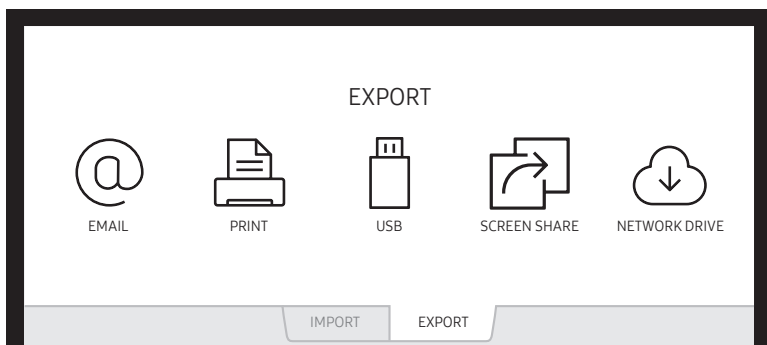 EXPORT
EMAIL PRINT USB SCREEN SHARE NETWORK DRIVE
IMPORT EXPORT